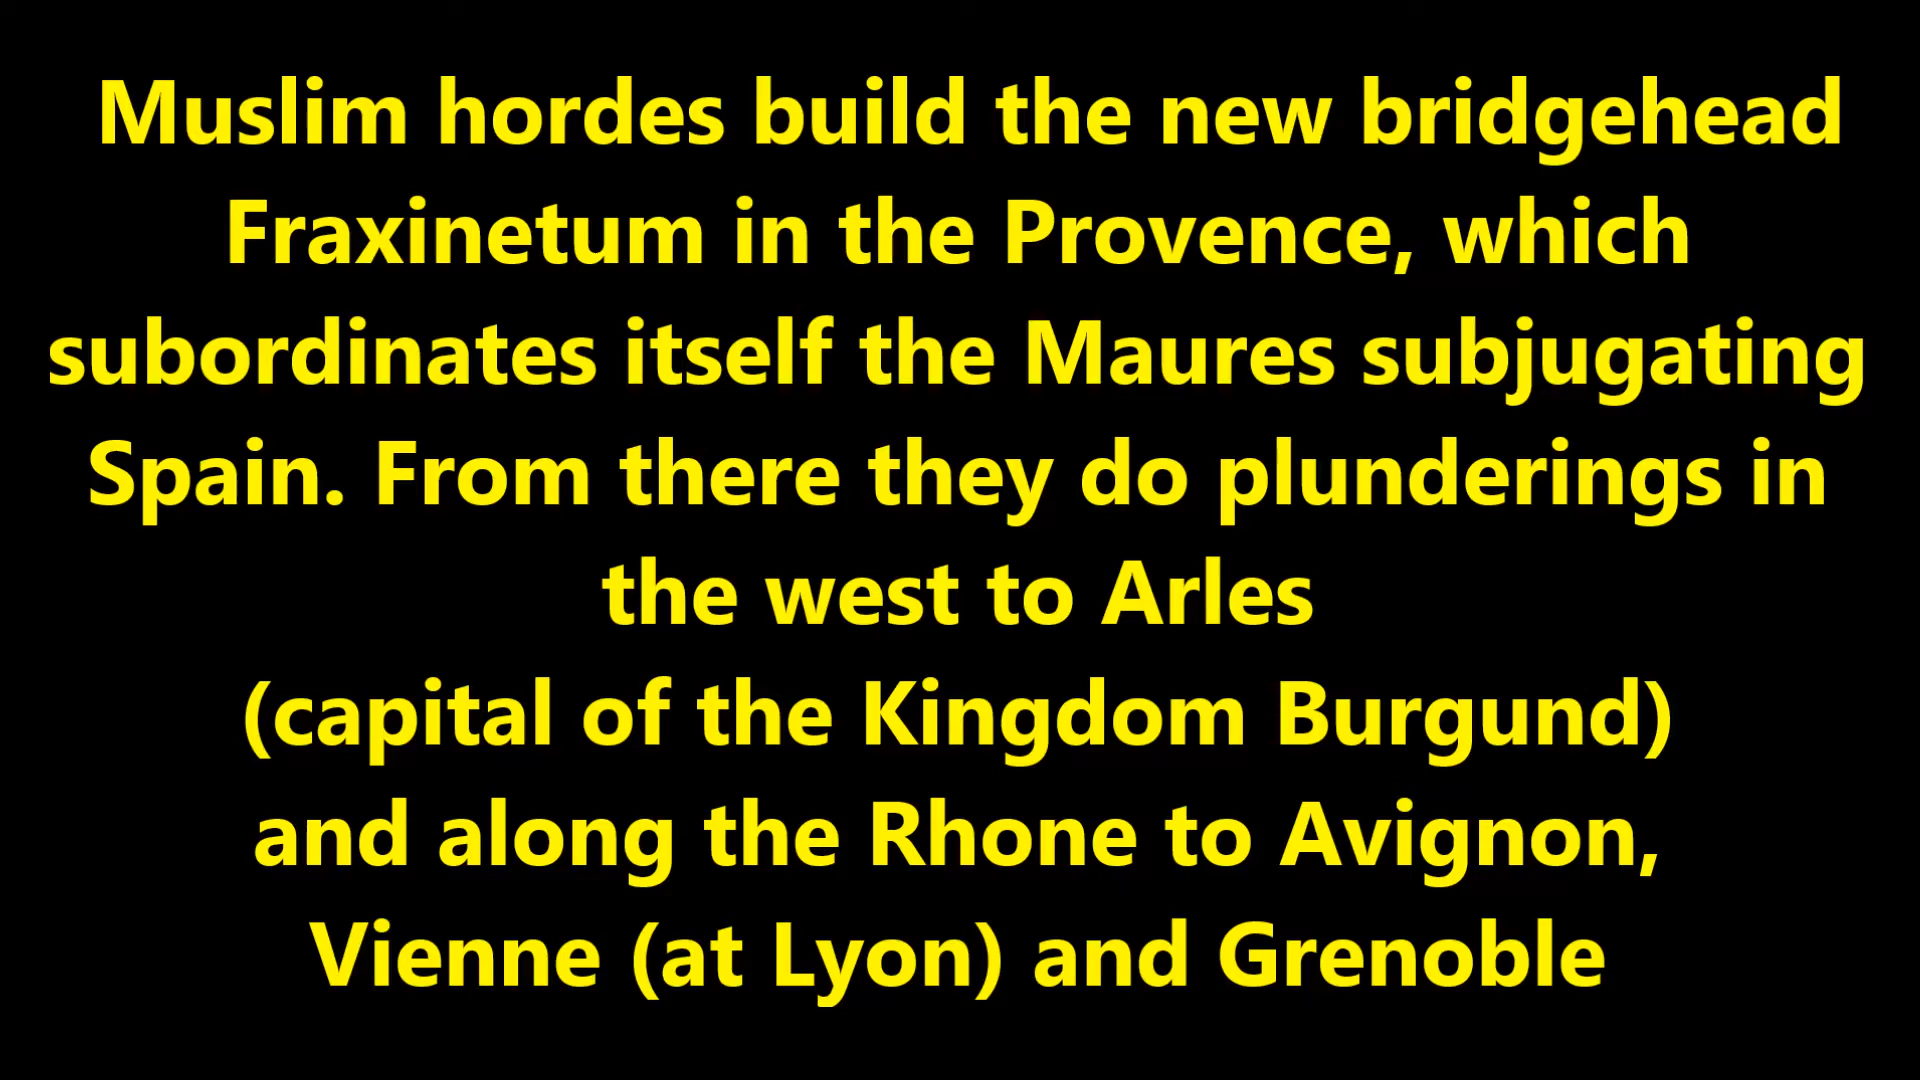 Muslim hordes build the new bridgehead
Fraxinetum in the Provence, which
subordinates itself the Maures subjugating
Spain. From there they do plunderings in
the west to Arles
(capital of the Kingdom Burgund)
and along the Rhone to Avignon,
Vienne (at Lyon) and Grenoble